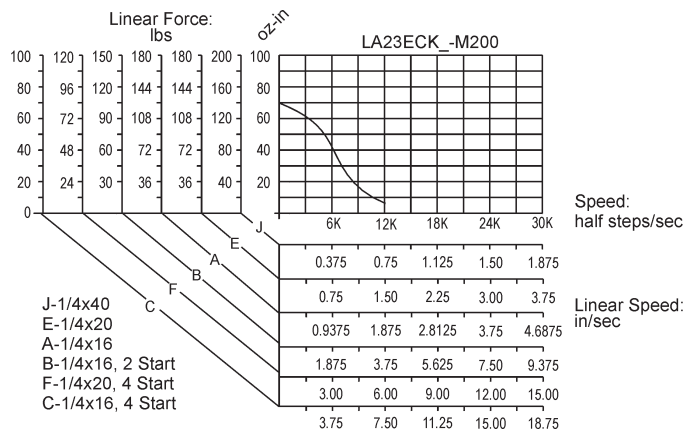 Linear Force:
lbs
oz-in
LA23ECK_-M200
100 120 150 180 180 200 100
80 96 120 144 144 160 80
60 72 90 108 108 120 60
40 48 60 72 72 80 40
20 24 30 36 36 40 20
0
6K 12K 18K 24K 30K
Speed:
half steps/sec
J
E
A
B
F
C
0.375 0.75 1.125 1.50 1.875
0.75 1.50 2.25 3.00 3.75
0.9375 1.875 2.8125 3.75 4.6875
1.875 3.75 5.625 7.50 9.375
3.00 6.00 9.00 12.00 15.00
3.75 7.50 11.25 15.00 18.75
Linear Speed:
in/sec
J-1/4x40
E-1/4x20
A-1/4x16
B-1/4x16, 2 Start
F-1/4x20, 4 Start
C-1/4x16, 4 Start